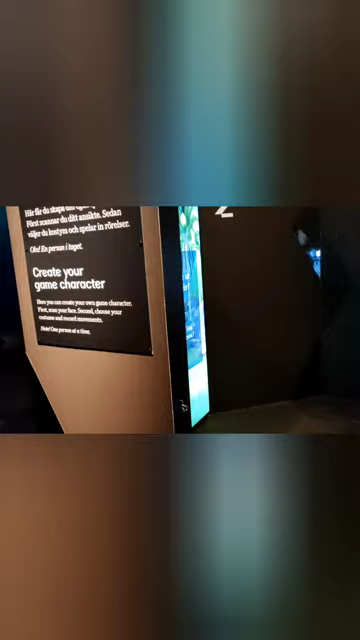 Här får du skapa
Först scannar du ditt ansikte. Sedan
väljer du kostym och spelar in rörelser.
Obs! En person i taget.
Create your
game character
Here you can create your own game character.
First, scan your face. Second, choose your
costume and record movements.
Note! One person at a time.
2